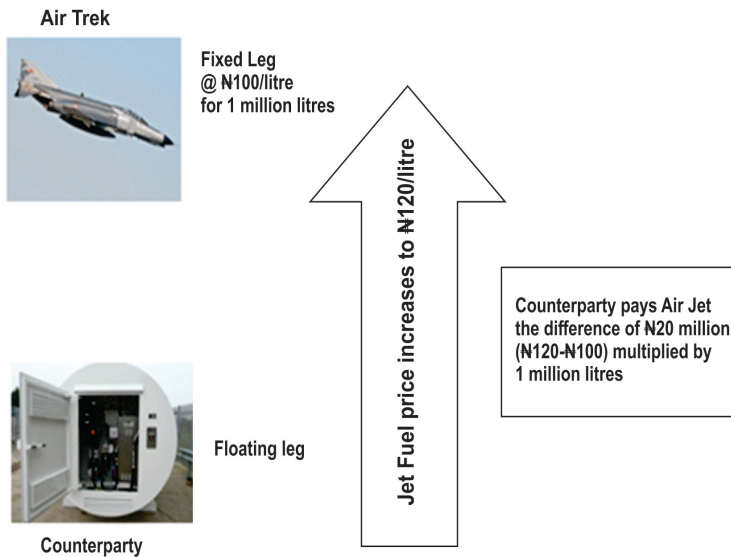 Air Trek
Fixed Leg
@ ₦100/litre
for 1 million litres
Jet Fuel price increases to ₦120/litre
Counterparty pays Air Jet
the difference of ₦20 million
(₦120-₦100) multiplied by
1 million litres
Floating leg
Counterparty